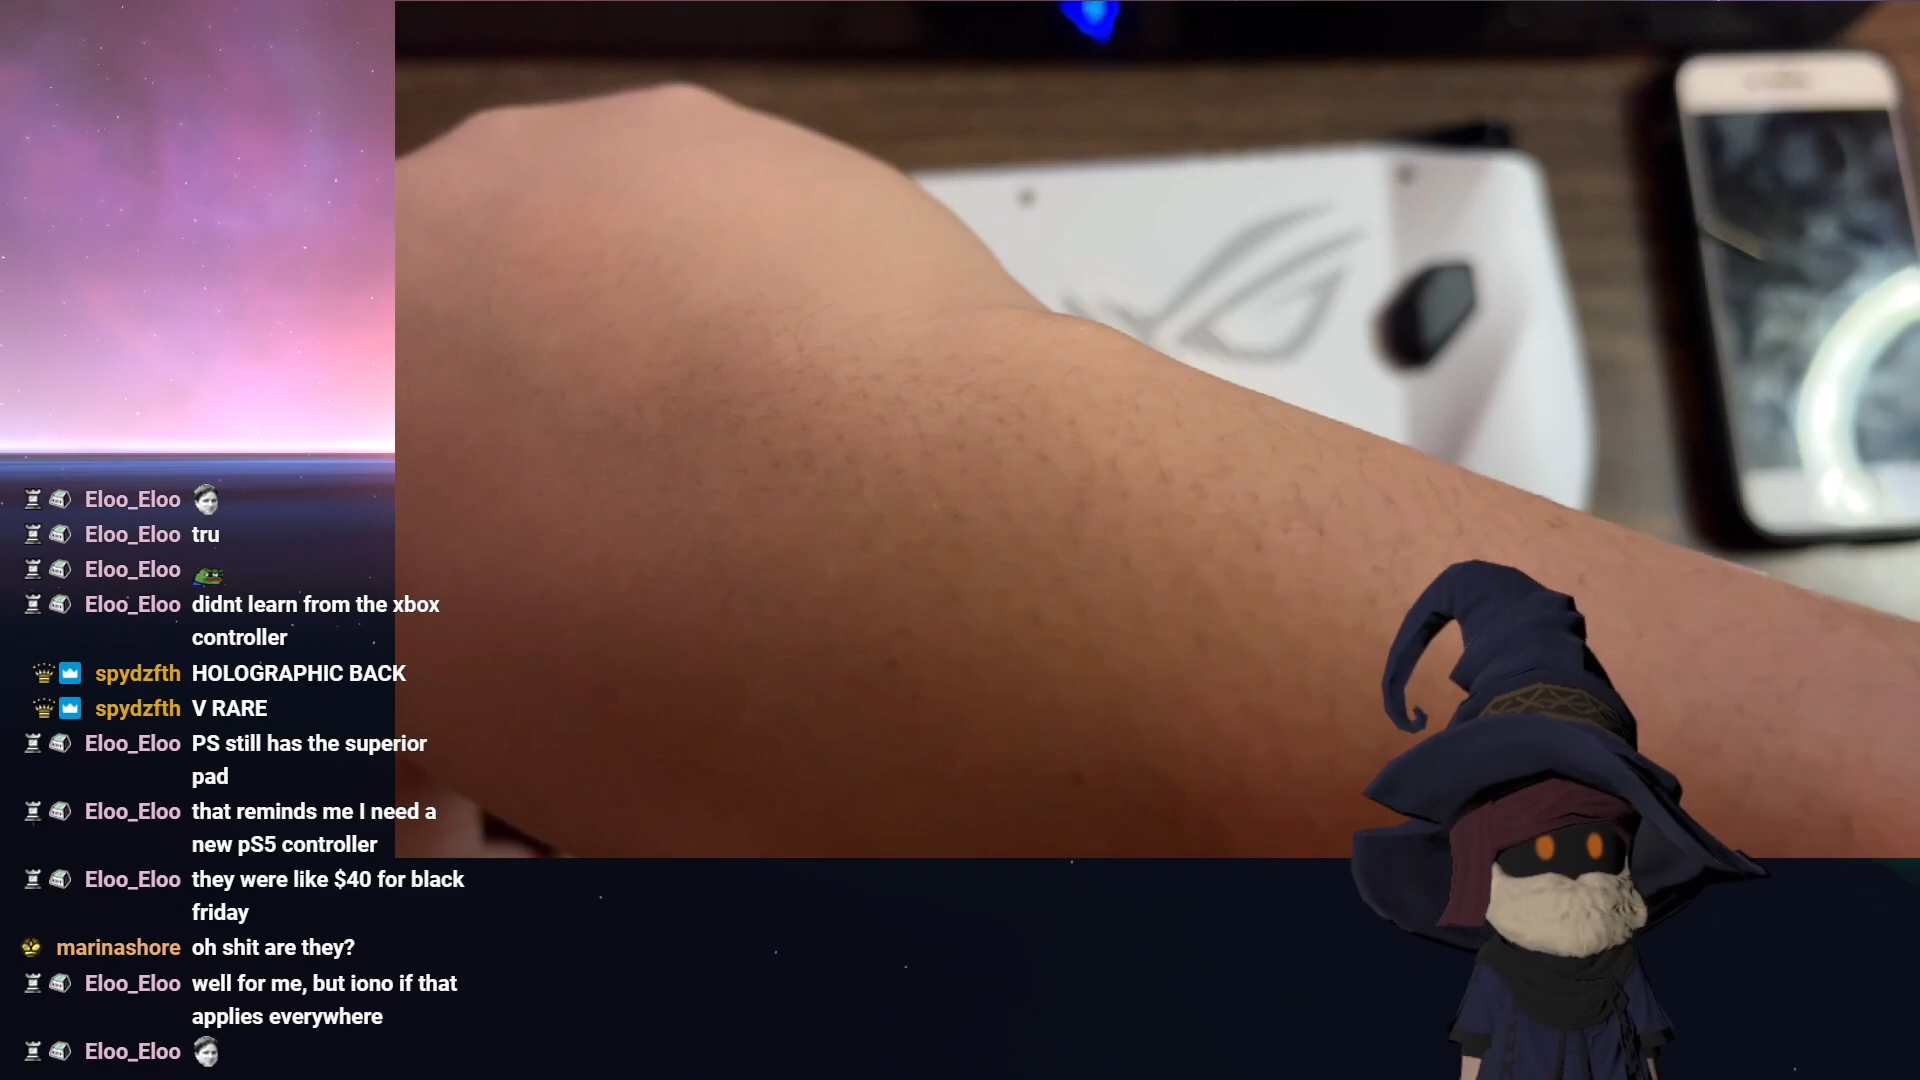 Eloo_Eloo
Eloo_Eloo tru
Eloo_Eloo
Eloo_Eloo didnt learn from the xbox
controller
spydzfth HOLOGRAPHIC BACK
spydzfth V RARE
Eloo_Eloo PS still has the superior
pad
Eloo_Eloo that reminds me I need a
new pS5 controller
Eloo_Eloo they were like $40 for black
friday
marinashore oh shit are they?
Eloo_Eloo well for me, but iono if that
applies everywhere
Eloo_Eloo